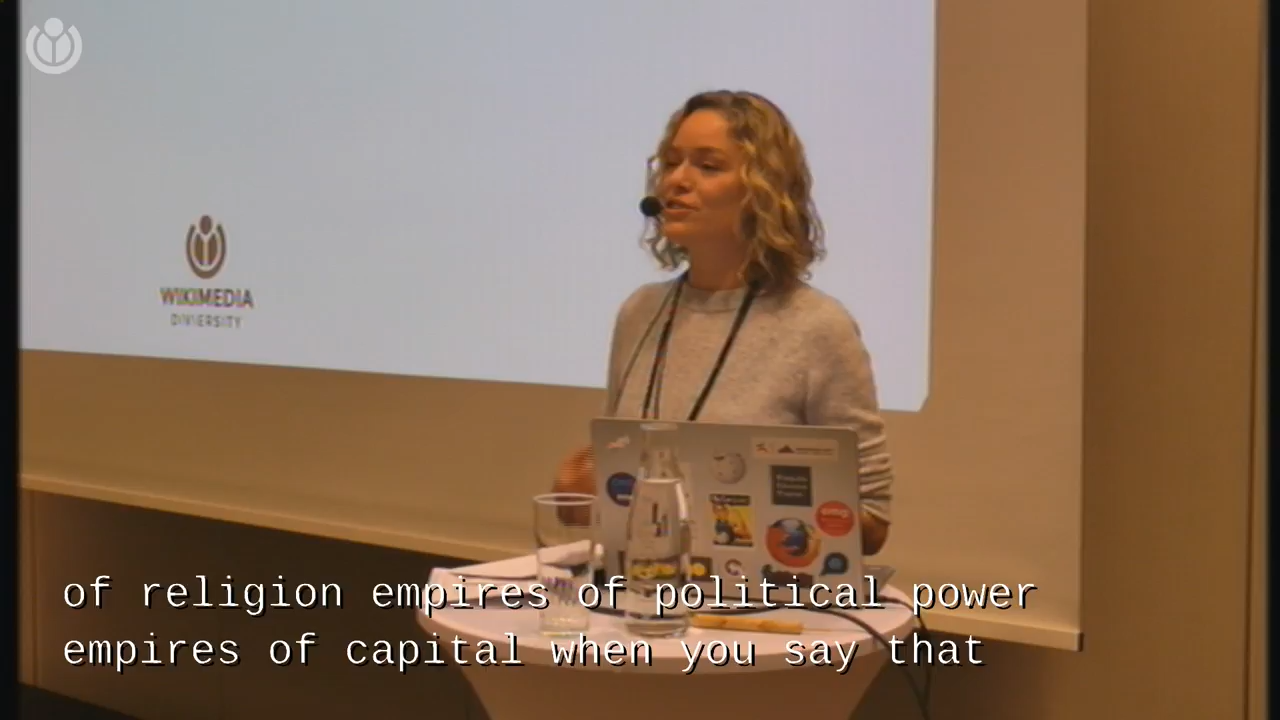 WIKIMEDIA
DIVERSITY
of religion empires of political power
empires of capital when you say that